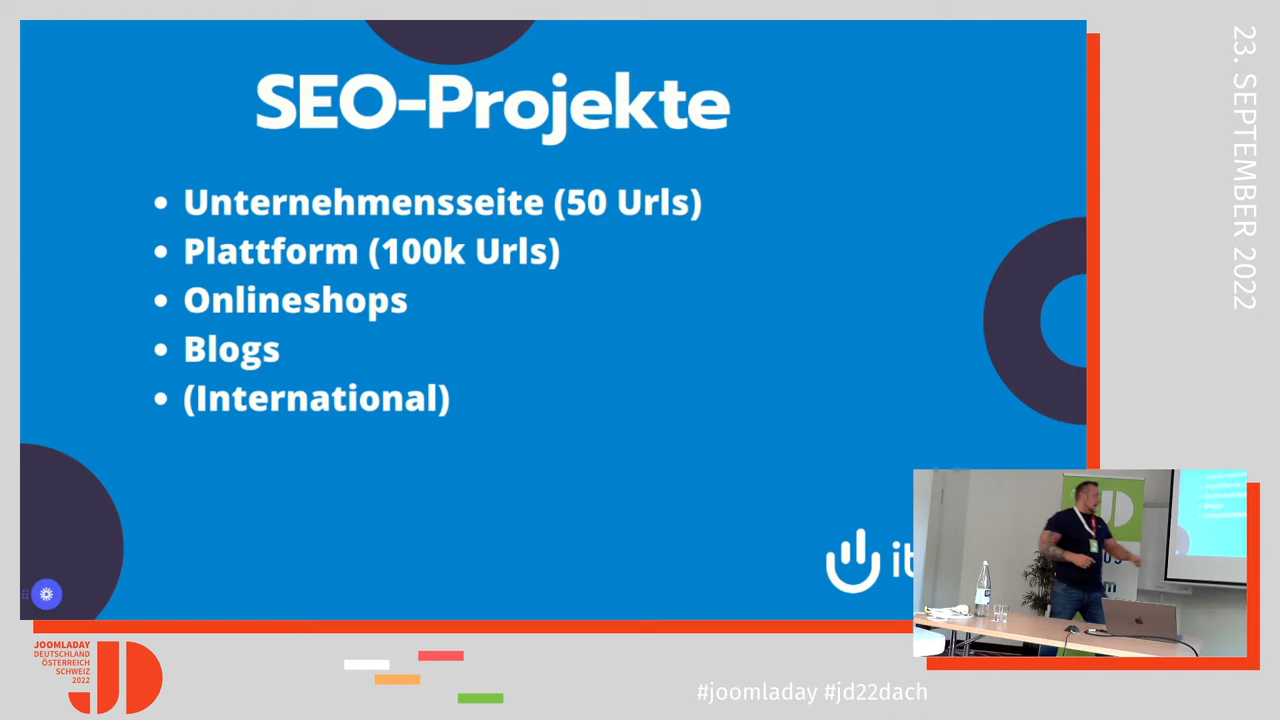 SEO-Projekte
• Unternehmensseite (50 Urls)
• Plattform (100k Urls)
• Onlineshops
• Blogs
• (International)
23. SEPTEMBER 2022
JOOMLADAY
DEUTSCHLAND
ÖSTERREICH
SCHWEIZ
2022
#joomladay #jd22dach